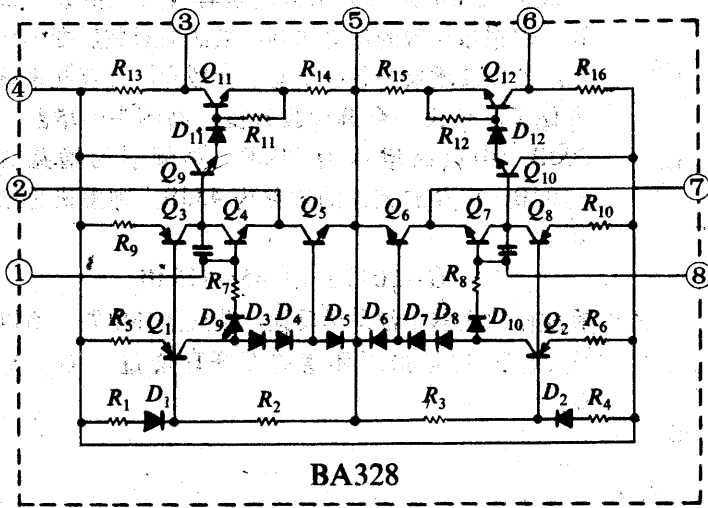 ③ ⑤ ⑥
④ R13 Q11 R14 R15 Q12 R16
D11 R11 R12 D12
② Q9 Q10 ⑦
Q3 Q4 Q5 Q6 Q7 Q8 R10
R9
① R7 R8 ⑧
R5 Q1 D9 D3 D4 D5 D6 D7 D8 D10 Q2 R6
R1 D1 R2 R3 D2 R4
BA328